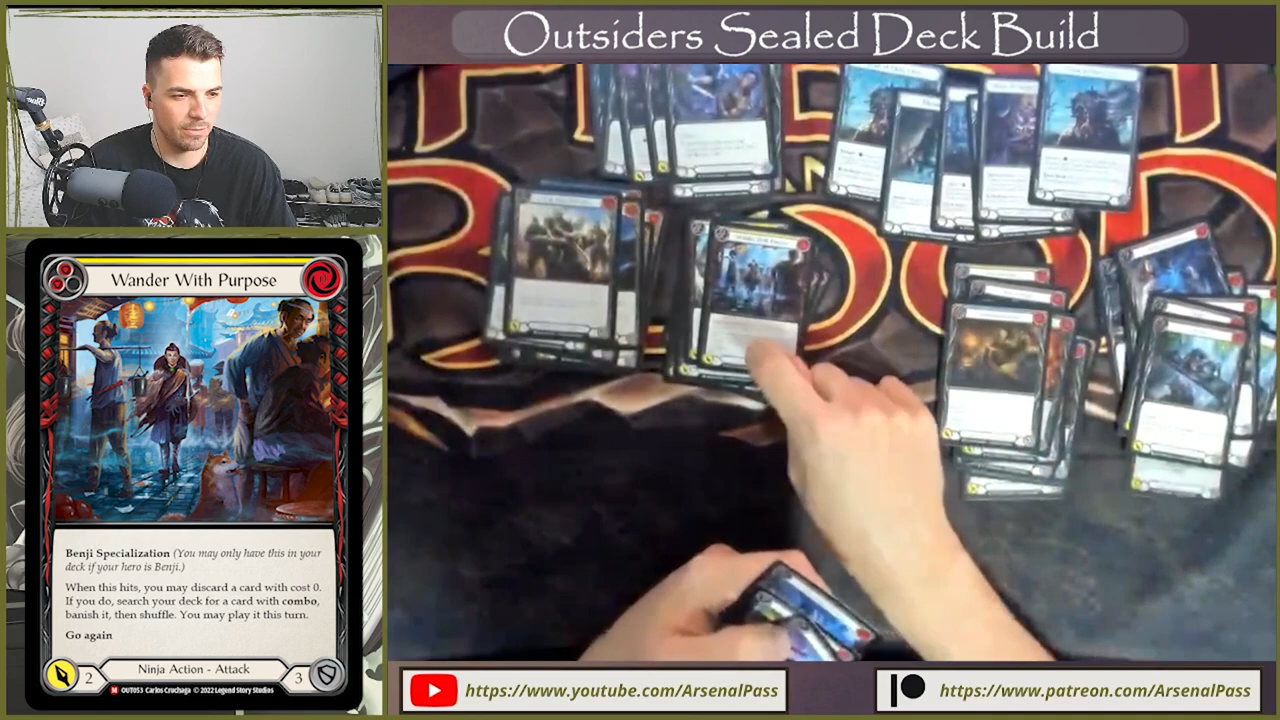 Outsiders Sealed Deck Build
Wander With Purpose
Benji Specialization (You may only have this in your
deck if your hero is Benji.)
When this hits, you may discard a card with cost 0.
If you do, search your deck for a card with combo,
banish it, then shuffle. You may play it this turn.
Go again
2
Ninja Action - Attack
3
M OUT053 Carlos Cruchaga © 2022 Legend Story Studios
https://www.youtube.com/ArsenalPass
https://www.patreon.com/ArsenalPass